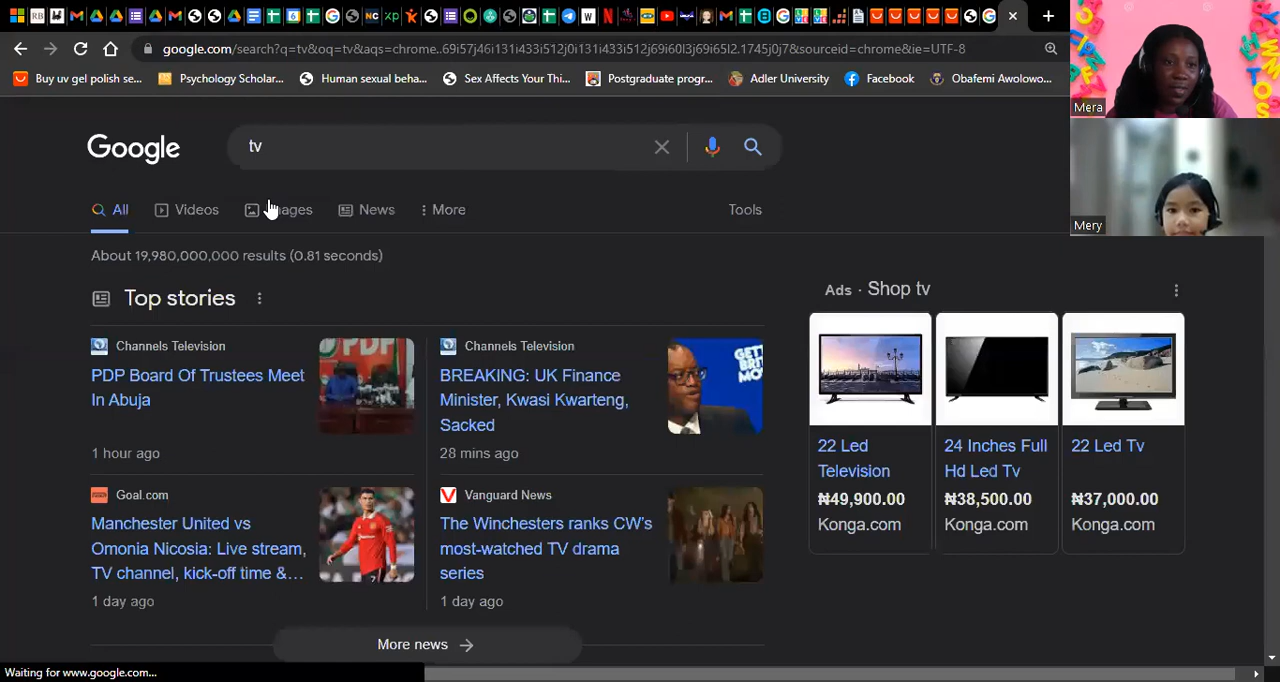 google.com/search?q=tv&oq=tv&aqs=chrome..69i57j46i131i433i512j0i131i433i512j69i60l3j69i65l2.1745j0j7&sourceid=chrome&ie=UTF-8
Buy uv gel polish se...
Psychology Scholar...
Human sexual beha...
Sex Affects Your Thi...
Postgraduate progr...
Adler University
Facebook
Obafemi Awolowo...
Mera
Mery
Google
tv
All
Videos
Images
News
More
Tools
About 19,980,000,000 results (0.81 seconds)
Top stories
Channels Television
PDP Board Of Trustees Meet
In Abuja
1 hour ago
Channels Television
BREAKING: UK Finance
Minister, Kwasi Kwarteng,
Sacked
28 mins ago
Goal.com
Manchester United vs
Omonia Nicosia: Live stream,
TV channel, kick-off time &...
1 day ago
Vanguard News
The Winchesters ranks CW's
most-watched TV drama
series
1 day ago
More news
Ads · Shop tv
22 Led
Television
₦49,900.00
Konga.com
24 Inches Full
Hd Led Tv
₦38,500.00
Konga.com
22 Led Tv
₦37,000.00
Konga.com
Waiting for www.google.com...